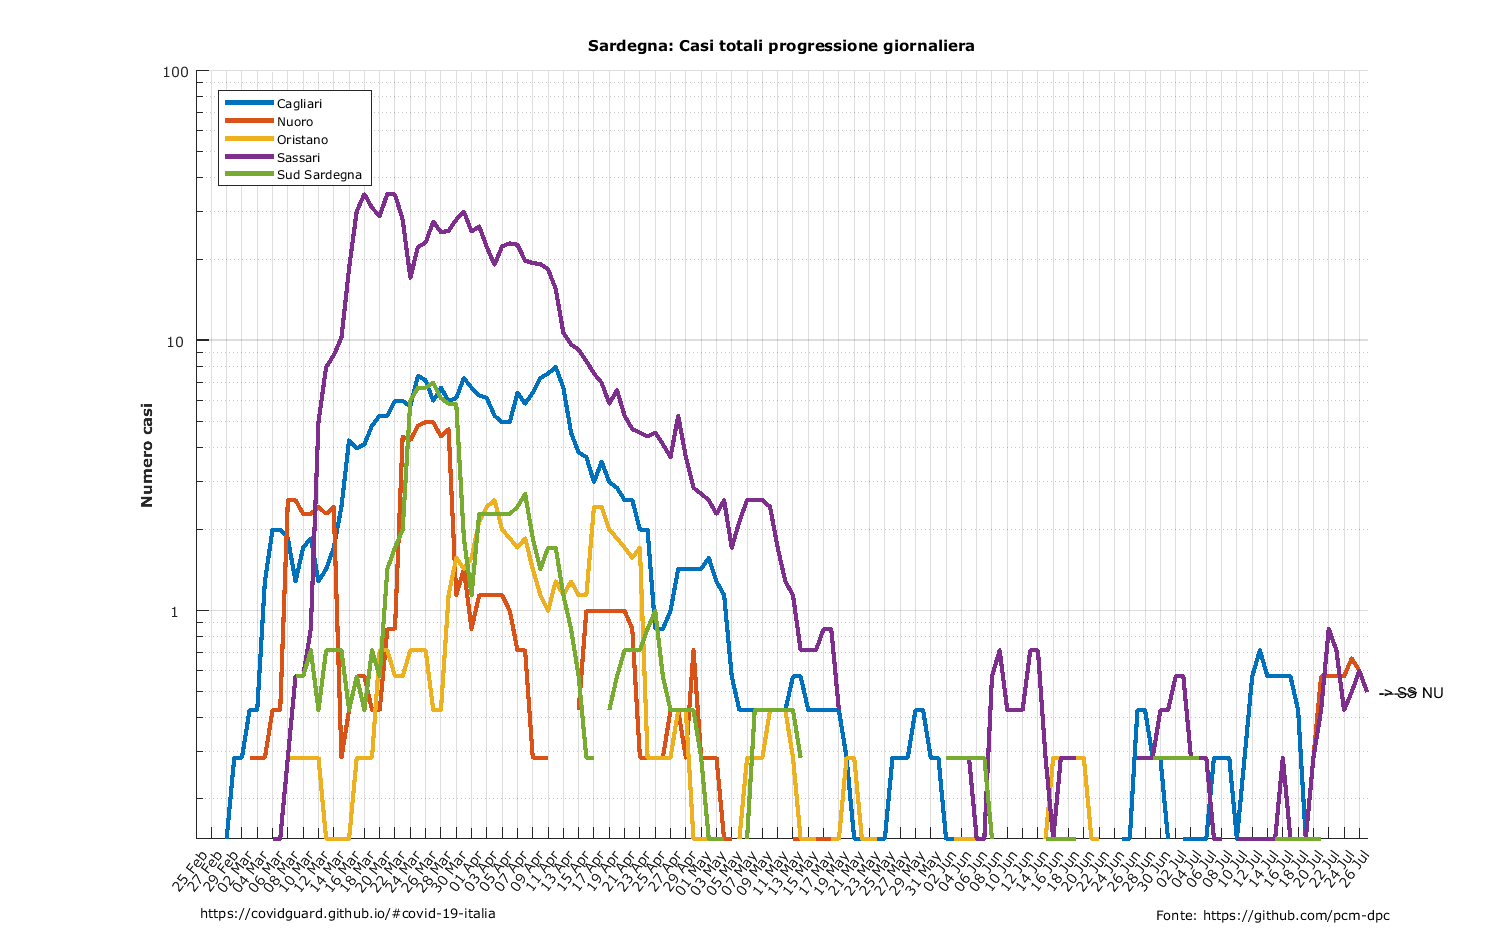 Sardegna: Casi totali progressione giornaliera
100
10
1
Numero casi
Cagliari
Nuoro
Oristano
Sassari
Sud Sardegna
-> SS
NU
25 Feb
27 Feb
29 Feb
02 Mar
04 Mar
06 Mar
08 Mar
10 Mar
12 Mar
14 Mar
16 Mar
18 Mar
20 Mar
22 Mar
24 Mar
26 Mar
28 Mar
30 Mar
01 Apr
03 Apr
05 Apr
07 Apr
09 Apr
11 Apr
13 Apr
15 Apr
17 Apr
19 Apr
21 Apr
23 Apr
25 Apr
27 Apr
29 Apr
01 May
03 May
05 May
07 May
09 May
11 May
13 May
15 May
17 May
19 May
21 May
23 May
25 May
27 May
29 May
31 May
02 Jun
04 Jun
06 Jun
08 Jun
10 Jun
12 Jun
14 Jun
16 Jun
18 Jun
20 Jun
22 Jun
24 Jun
26 Jun
28 Jun
30 Jun
02 Jul
04 Jul
06 Jul
08 Jul
10 Jul
12 Jul
14 Jul
16 Jul
18 Jul
20 Jul
22 Jul
24 Jul
26 Jul
https://covidguard.github.io/#covid-19-italia
Fonte: https://github.com/pcm-dpc